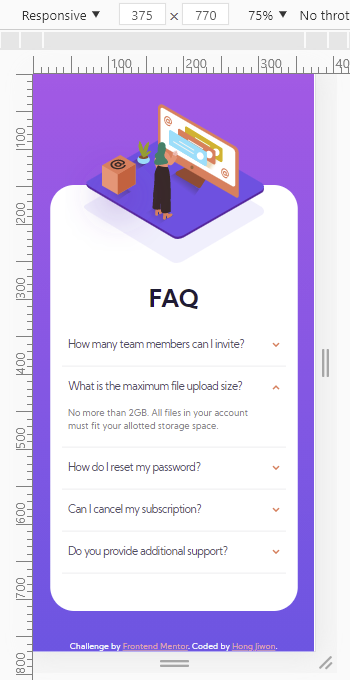 Responsive ▼ 375 × 770 75% ▼ No throt
100 200 300 40
100
200
300
400
500
600
700
800
FAQ
How many team members can I invite?
What is the maximum file upload size?
No more than 2GB. All files in your account
must fit your allotted storage space.
How do I reset my password?
Can I cancel my subscription?
Do you provide additional support?
Challenge by Frontend Mentor. Coded by Hong Jiwon.